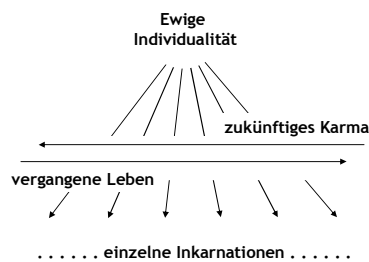 Ewige
Individualität
zukünftiges Karma
vergangene Leben
. . . . . . einzelne Inkarnationen . . . . . .